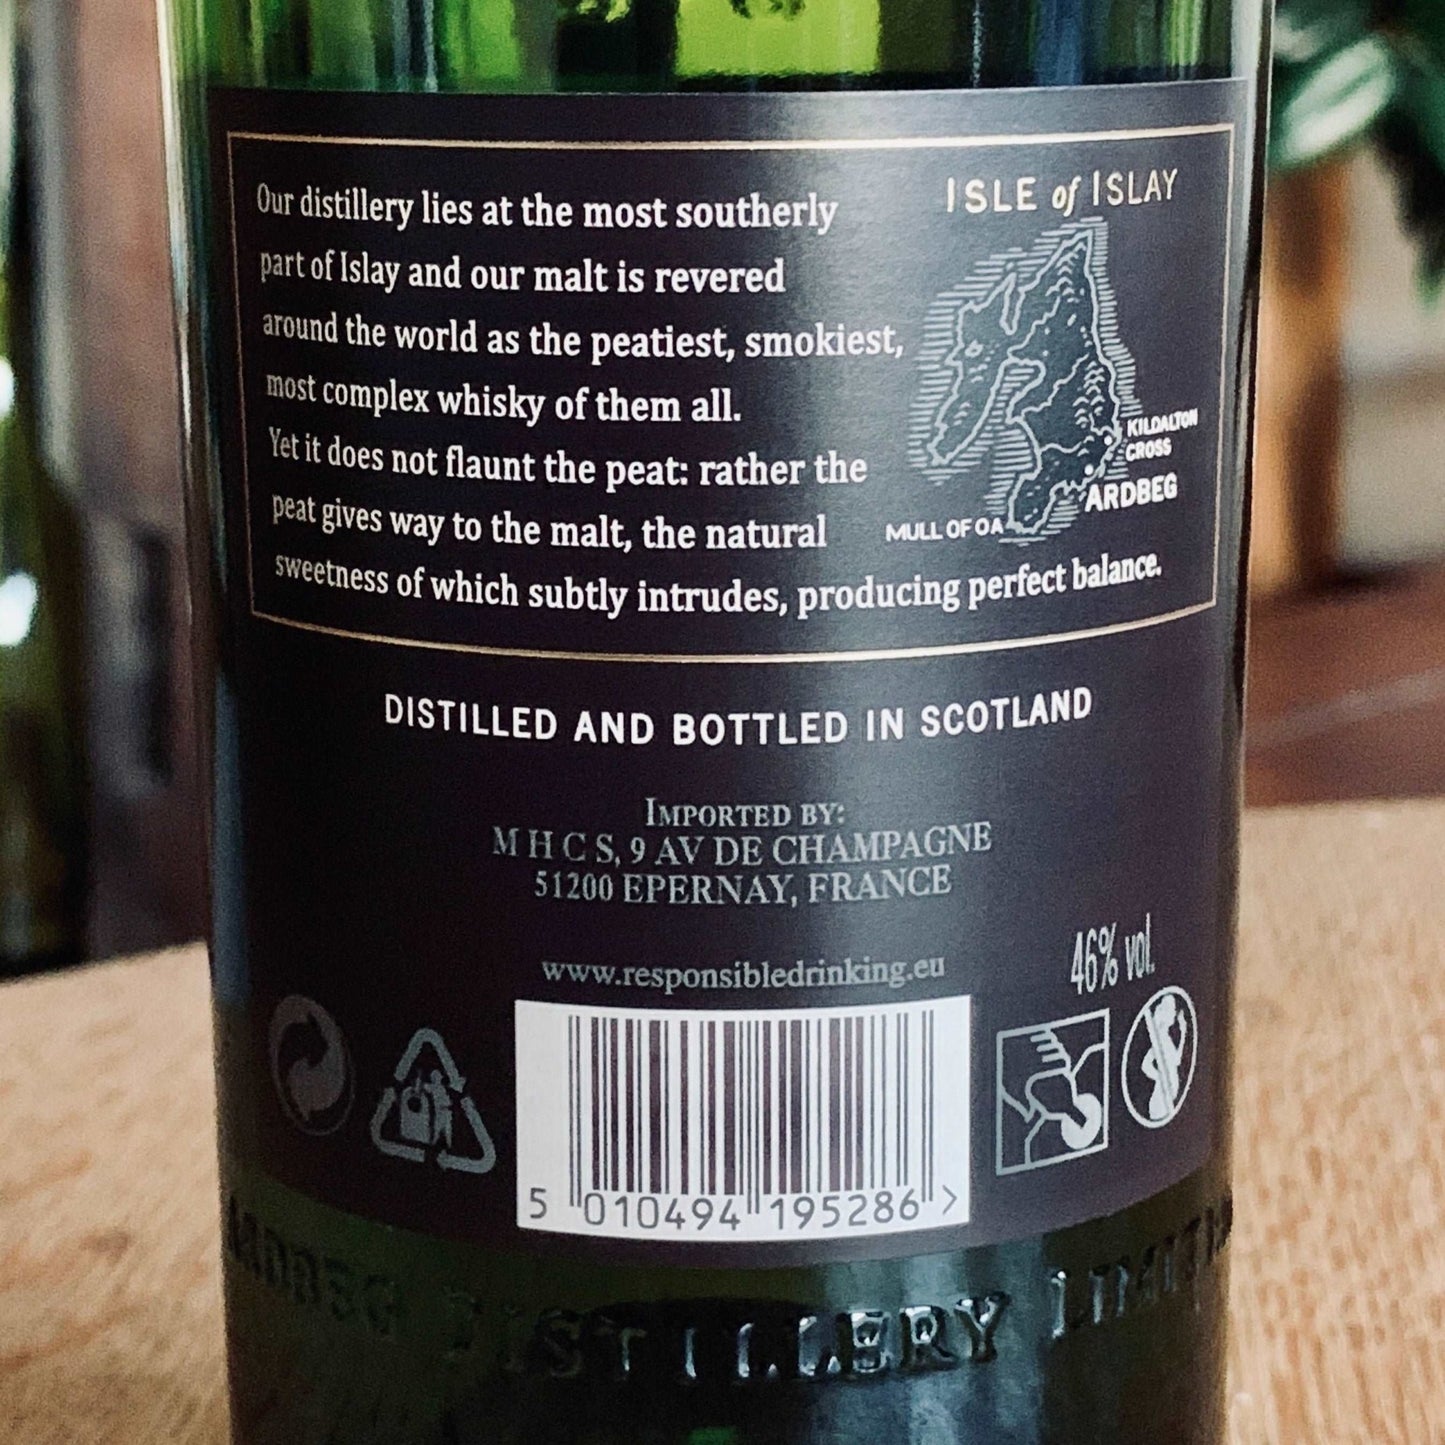 Our distillery lies at the most southerly
part of Islay and our malt is revered
around the world as the peatiest, smokiest,
most complex whisky of them all.
Yet it does not flaunt the peat: rather the
peat gives way to the malt, the natural
sweetness of which subtly intrudes, producing perfect balance.
ISLE of ISLAY
KILDALTON
CROSS
ARDBEG
MULL OF OA
DISTILLED AND BOTTLED IN SCOTLAND
IMPORTED BY:
M H C S, 9 AV DE CHAMPAGNE
51200 EPERNAY, FRANCE
www.responsibledrinking.eu
46% vol.
5 010494 195286 >
ARDBEG DISTILLERY LIMITED